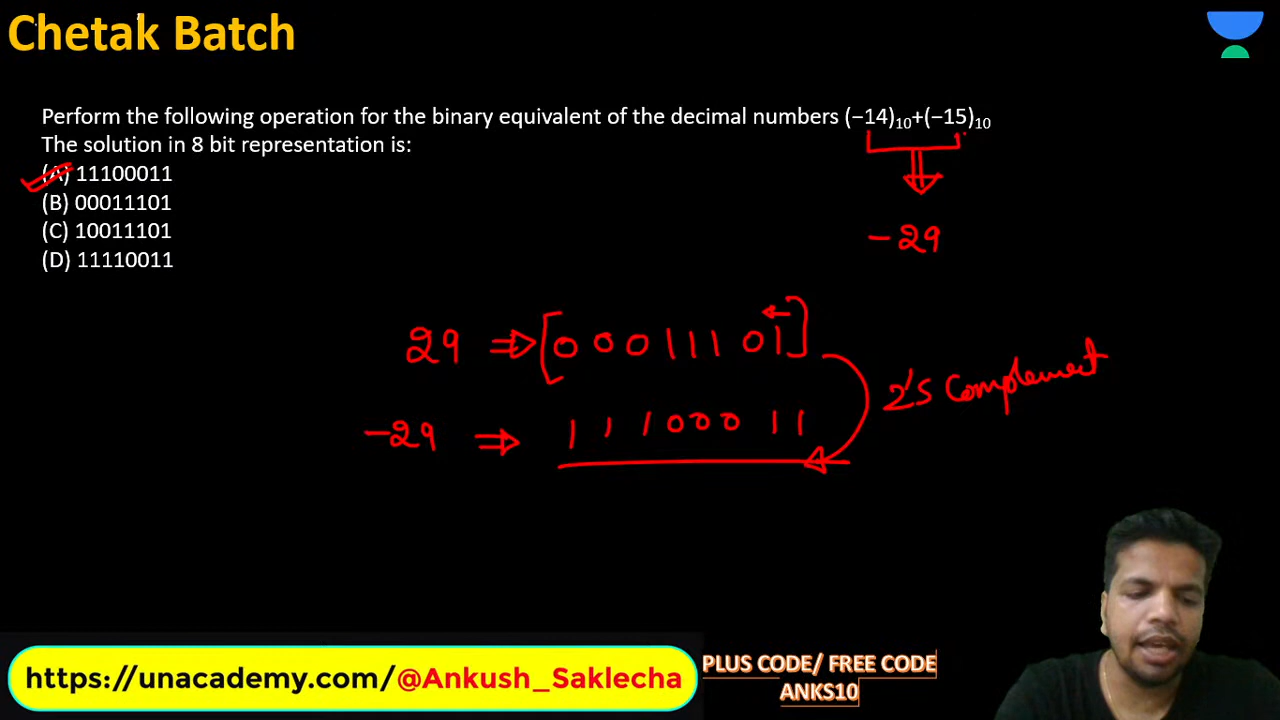 Chetak Batch
Perform the following operation for the binary equivalent of the decimal numbers (−14)₁₀+(−15)₁₀
The solution in 8 bit representation is:
(A) 11100011
(B) 00011101
(C) 10011101
(D) 11110011
-29
29 ⇒ [00011101]
-29 ⇒ 11100011
2's Complement
https://unacademy.com/@Ankush_Saklecha
PLUS CODE/ FREE CODE
ANKS10